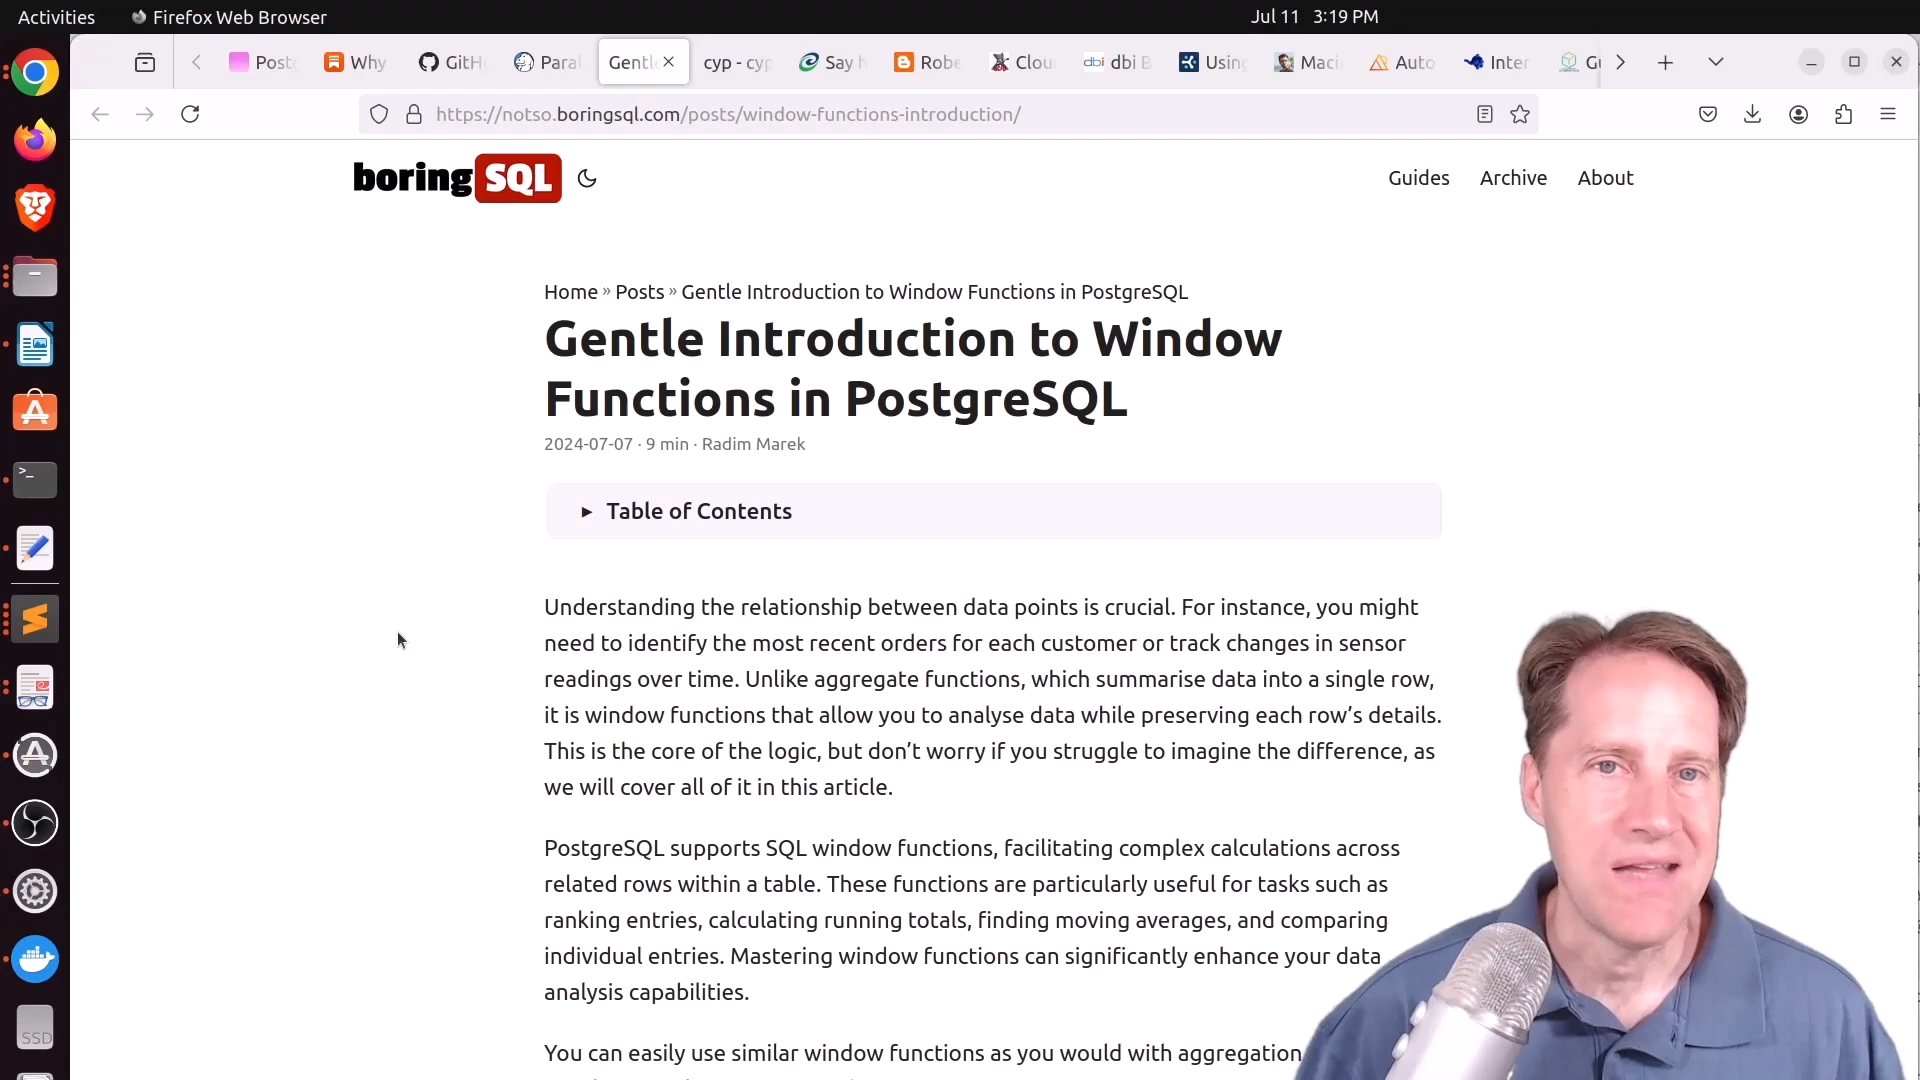 Activities Firefox Web Browser Jul 11 3:19 PM
Post Why GitH Para Gentle cyp - cyp Say h Robe Clou dbi dbi B Using Maci Auto Inter Gu
https://notso.boringsql.com/posts/window-functions-introduction/
boring SQL Guides Archive About
Home » Posts » Gentle Introduction to Window Functions in PostgreSQL
Gentle Introduction to Window
Functions in PostgreSQL
2024-07-07 · 9 min · Radim Marek
Table of Contents
Understanding the relationship between data points is crucial. For instance, you might
need to identify the most recent orders for each customer or track changes in sensor
readings over time. Unlike aggregate functions, which summarise data into a single row,
it is window functions that allow you to analyse data while preserving each row’s details.
This is the core of the logic, but don’t worry if you struggle to imagine the difference, as
we will cover all of it in this article.
PostgreSQL supports SQL window functions, facilitating complex calculations across
related rows within a table. These functions are particularly useful for tasks such as
ranking entries, calculating running totals, finding moving averages, and comparing
individual entries. Mastering window functions can significantly enhance your data
analysis capabilities.
You can easily use similar window functions as you would with aggregation
SSD